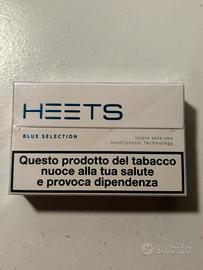 HEETS
BLUE SELECTION
Usare solo con
HeatControl Technology
Questo prodotto del tabacco
nuoce alla tua salute
e provoca dipendenza
subito